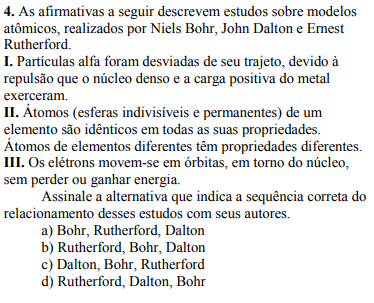 4. As afirmativas a seguir descrevem estudos sobre modelos
atômicos, realizados por Niels Bohr, John Dalton e Ernest
Rutherford.
I. Partículas alfa foram desviadas de seu trajeto, devido à
repulsão que o núcleo denso e a carga positiva do metal
exerceram.
II. Átomos (esferas indivisíveis e permanentes) de um
elemento são idênticos em todas as suas propriedades.
Átomos de elementos diferentes têm propriedades diferentes.
III. Os elétrons movem-se em órbitas, em torno do núcleo,
sem perder ou ganhar energia.
Assinale a alternativa que indica a sequência correta do
relacionamento desses estudos com seus autores.
a) Bohr, Rutherford, Dalton
b) Rutherford, Bohr, Dalton
c) Dalton, Bohr, Rutherford
d) Rutherford, Dalton, Bohr